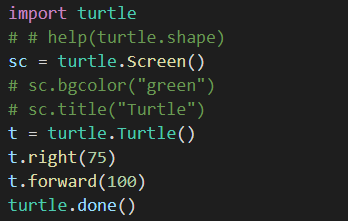 import turtle
# # help(turtle.shape)
sc = turtle.Screen()
# sc.bgcolor("green")
# sc.title("Turtle")
t = turtle.Turtle()
t.right(75)
t.forward(100)
turtle.done()